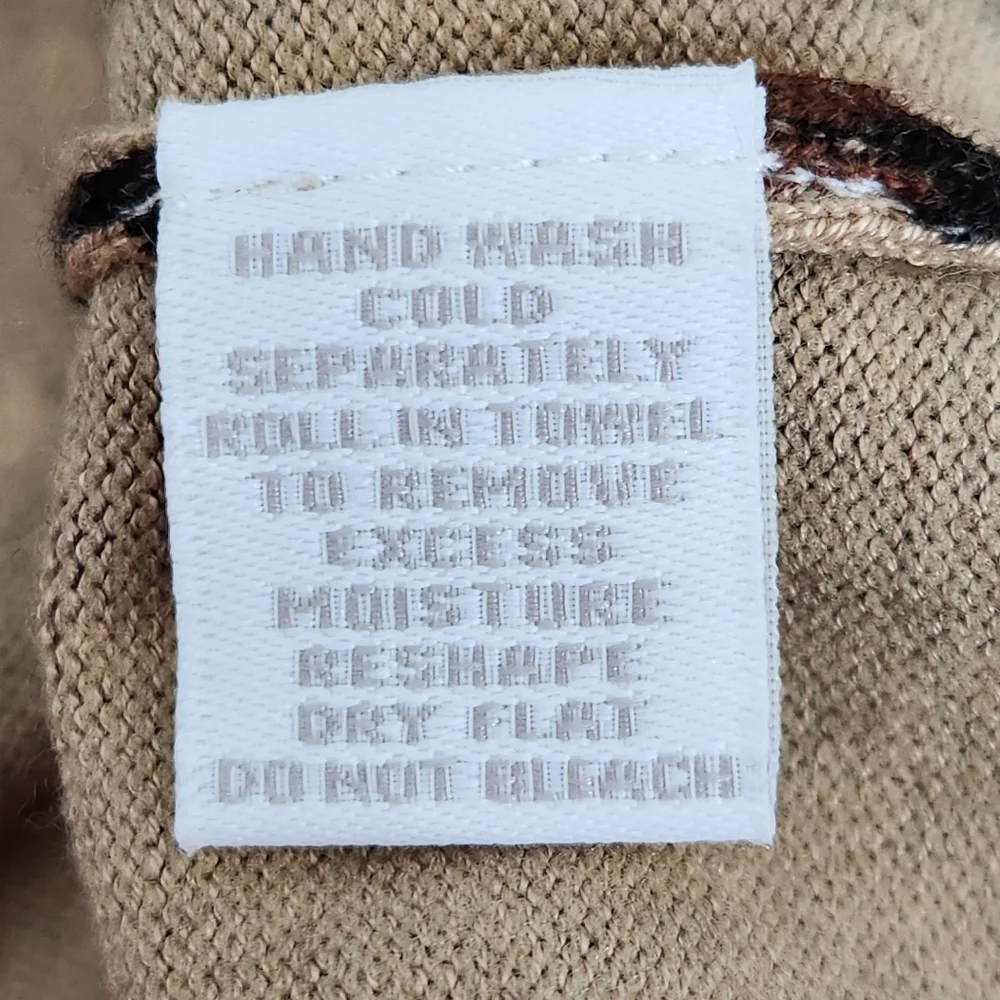 HAND WASH
COLD
SEPARATELY
ROLL IN TOWEL
TO REMOVE
EXCESS
MOISTURE
RESHAPE
DRY FLAT
DO NOT BLEACH